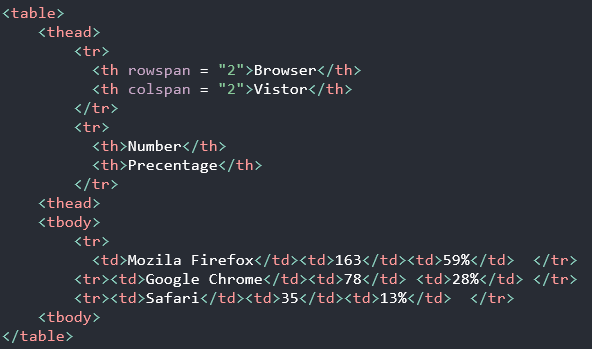 <table>
<thead>
<tr>
<th rowspan = "2">Browser</th>
<th colspan = "2">Vistor</th>
</tr>
<tr>
<th>Number</th>
<th>Precentage</th>
</tr>
<thead>
<tbody>
<tr>
<td>Mozila Firefox</td><td>163</td><td>59%</td>  </tr>
<tr><td>Google Chrome</td><td>78</td> <td>28%</td> </tr>
<tr><td>Safari</td><td>35</td><td>13%</td>  </tr>
<tbody>
</table>